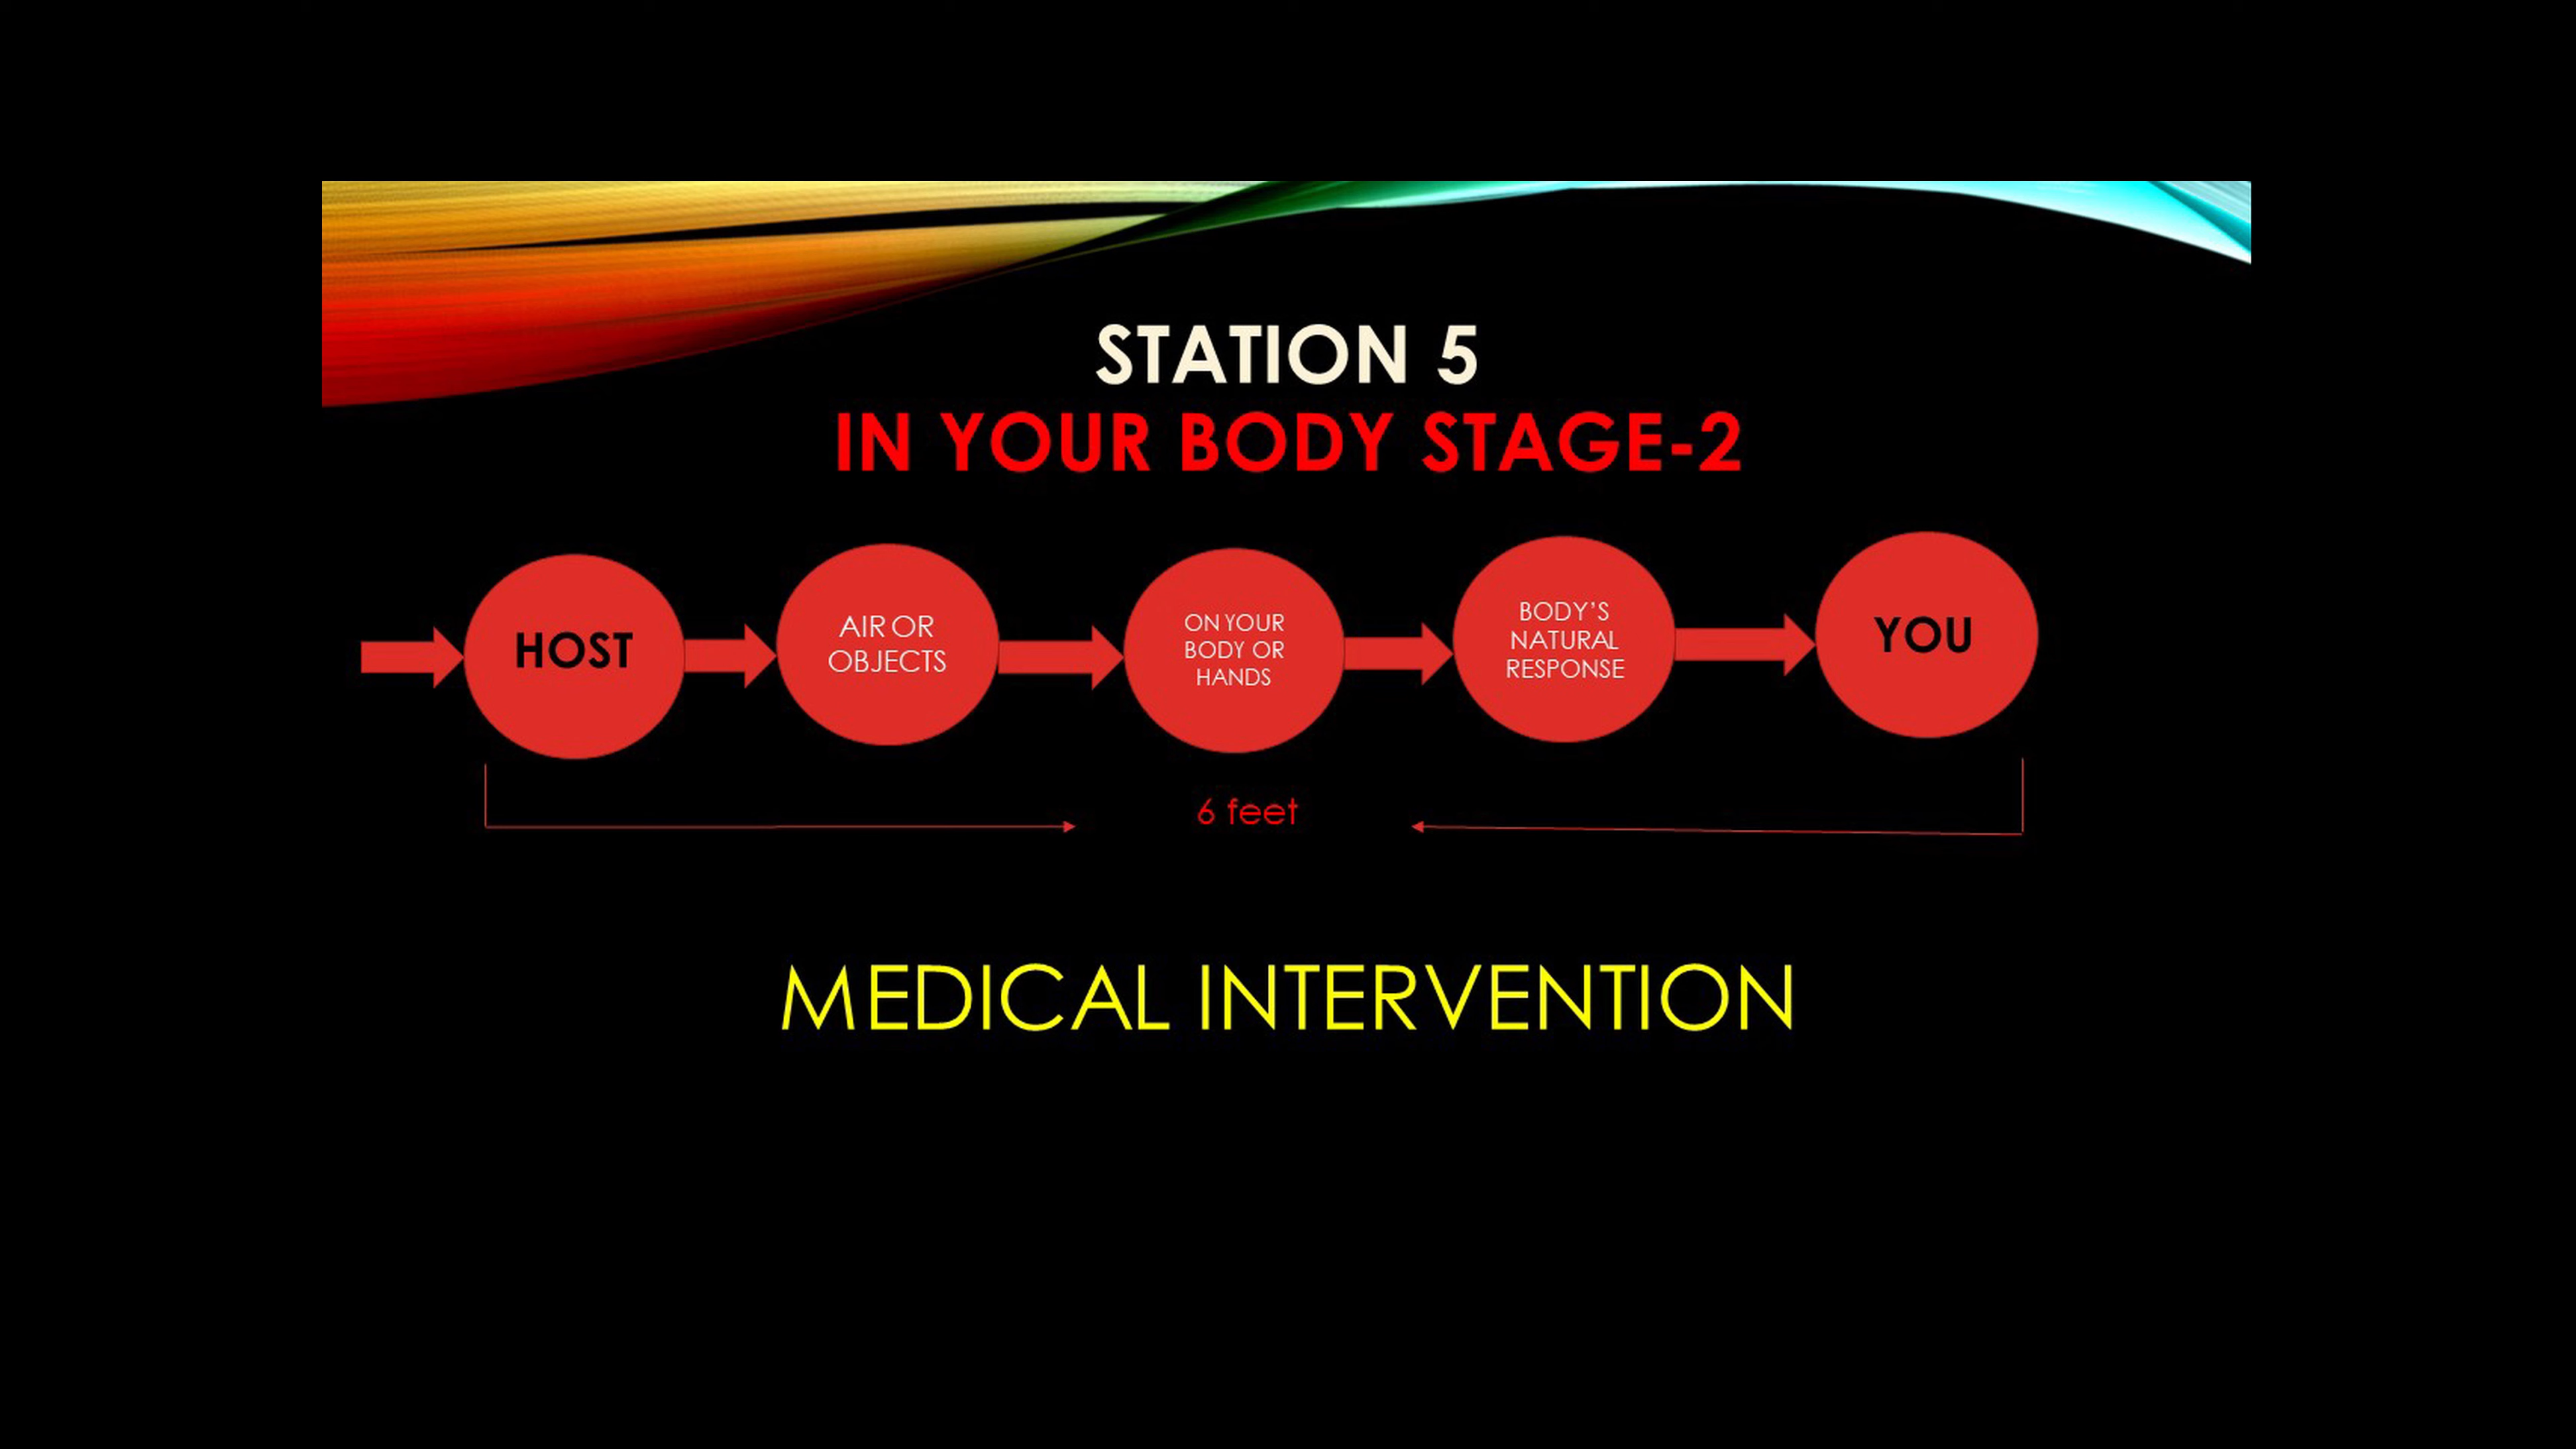 STATION 5
IN YOUR BODY STAGE-2
HOST
AIR OR
OBJECTS
ON YOUR
BODY OR
HANDS
BODY'S
NATURAL
RESPONSE
YOU
6 feet
MEDICAL INTERVENTION